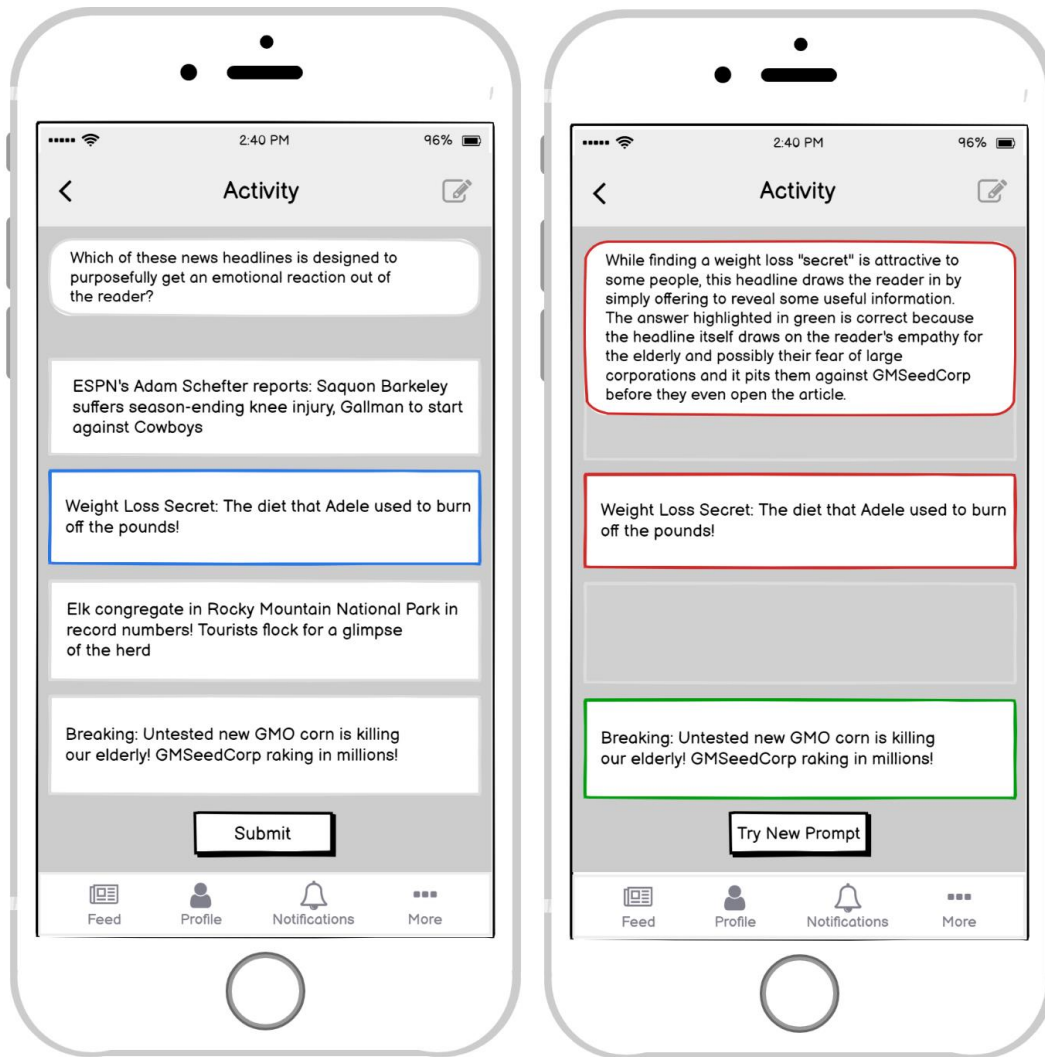 2:40 PM
96%
Activity
Which of these news headlines is designed to
purposefully get an emotional reaction out of
the reader?
ESPN's Adam Schefter reports: Saquon Barkeley
suffers season-ending knee injury, Gallman to start
against Cowboys
Weight Loss Secret: The diet that Adele used to burn
off the pounds!
Elk congregate in Rocky Mountain National Park in
record numbers! Tourists flock for a glimpse
of the herd
Breaking: Untested new GMO corn is killing
our elderly! GMSeedCorp raking in millions!
Submit
Feed
Profile
Notifications
More
2:40 PM
96%
Activity
While finding a weight loss "secret" is attractive to
some people, this headline draws the reader in by
simply offering to reveal some useful information.
The answer highlighted in green is correct because
the headline itself draws on the reader's empathy for
the elderly and possibly their fear of large
corporations and it pits them against GMSeedCorp
before they even open the article.
Weight Loss Secret: The diet that Adele used to burn
off the pounds!
Breaking: Untested new GMO corn is killing
our elderly! GMSeedCorp raking in millions!
Try New Prompt
Feed
Profile
Notifications
More